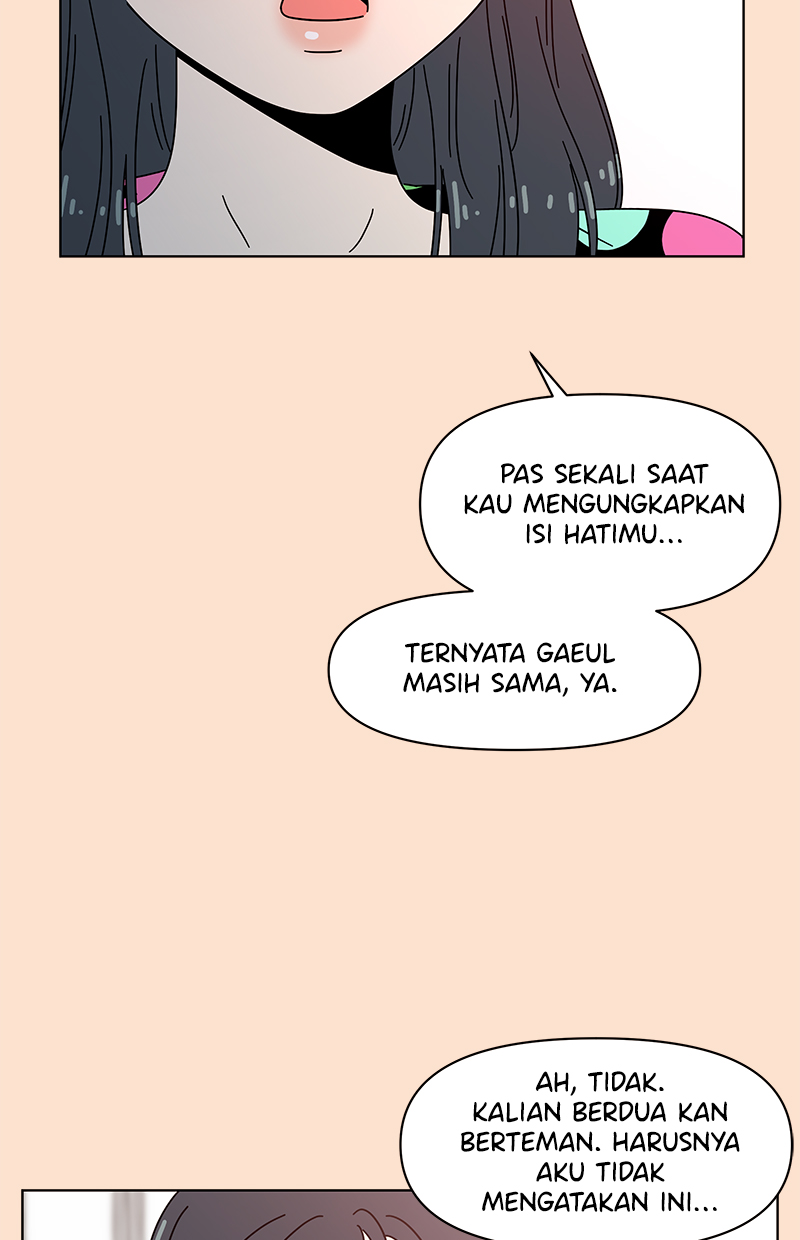 PAS SEKALI SAAT
KAU MENGUNGKAPKAN
ISI HATIMU...
TERNYATA GAEUL
MASIH SAMA, YA.
AH, TIDAK.
KALIAN BERDUA KAN
BERTEMAN. HARUSNYA
AKU TIDAK
MENGATAKAN INI...